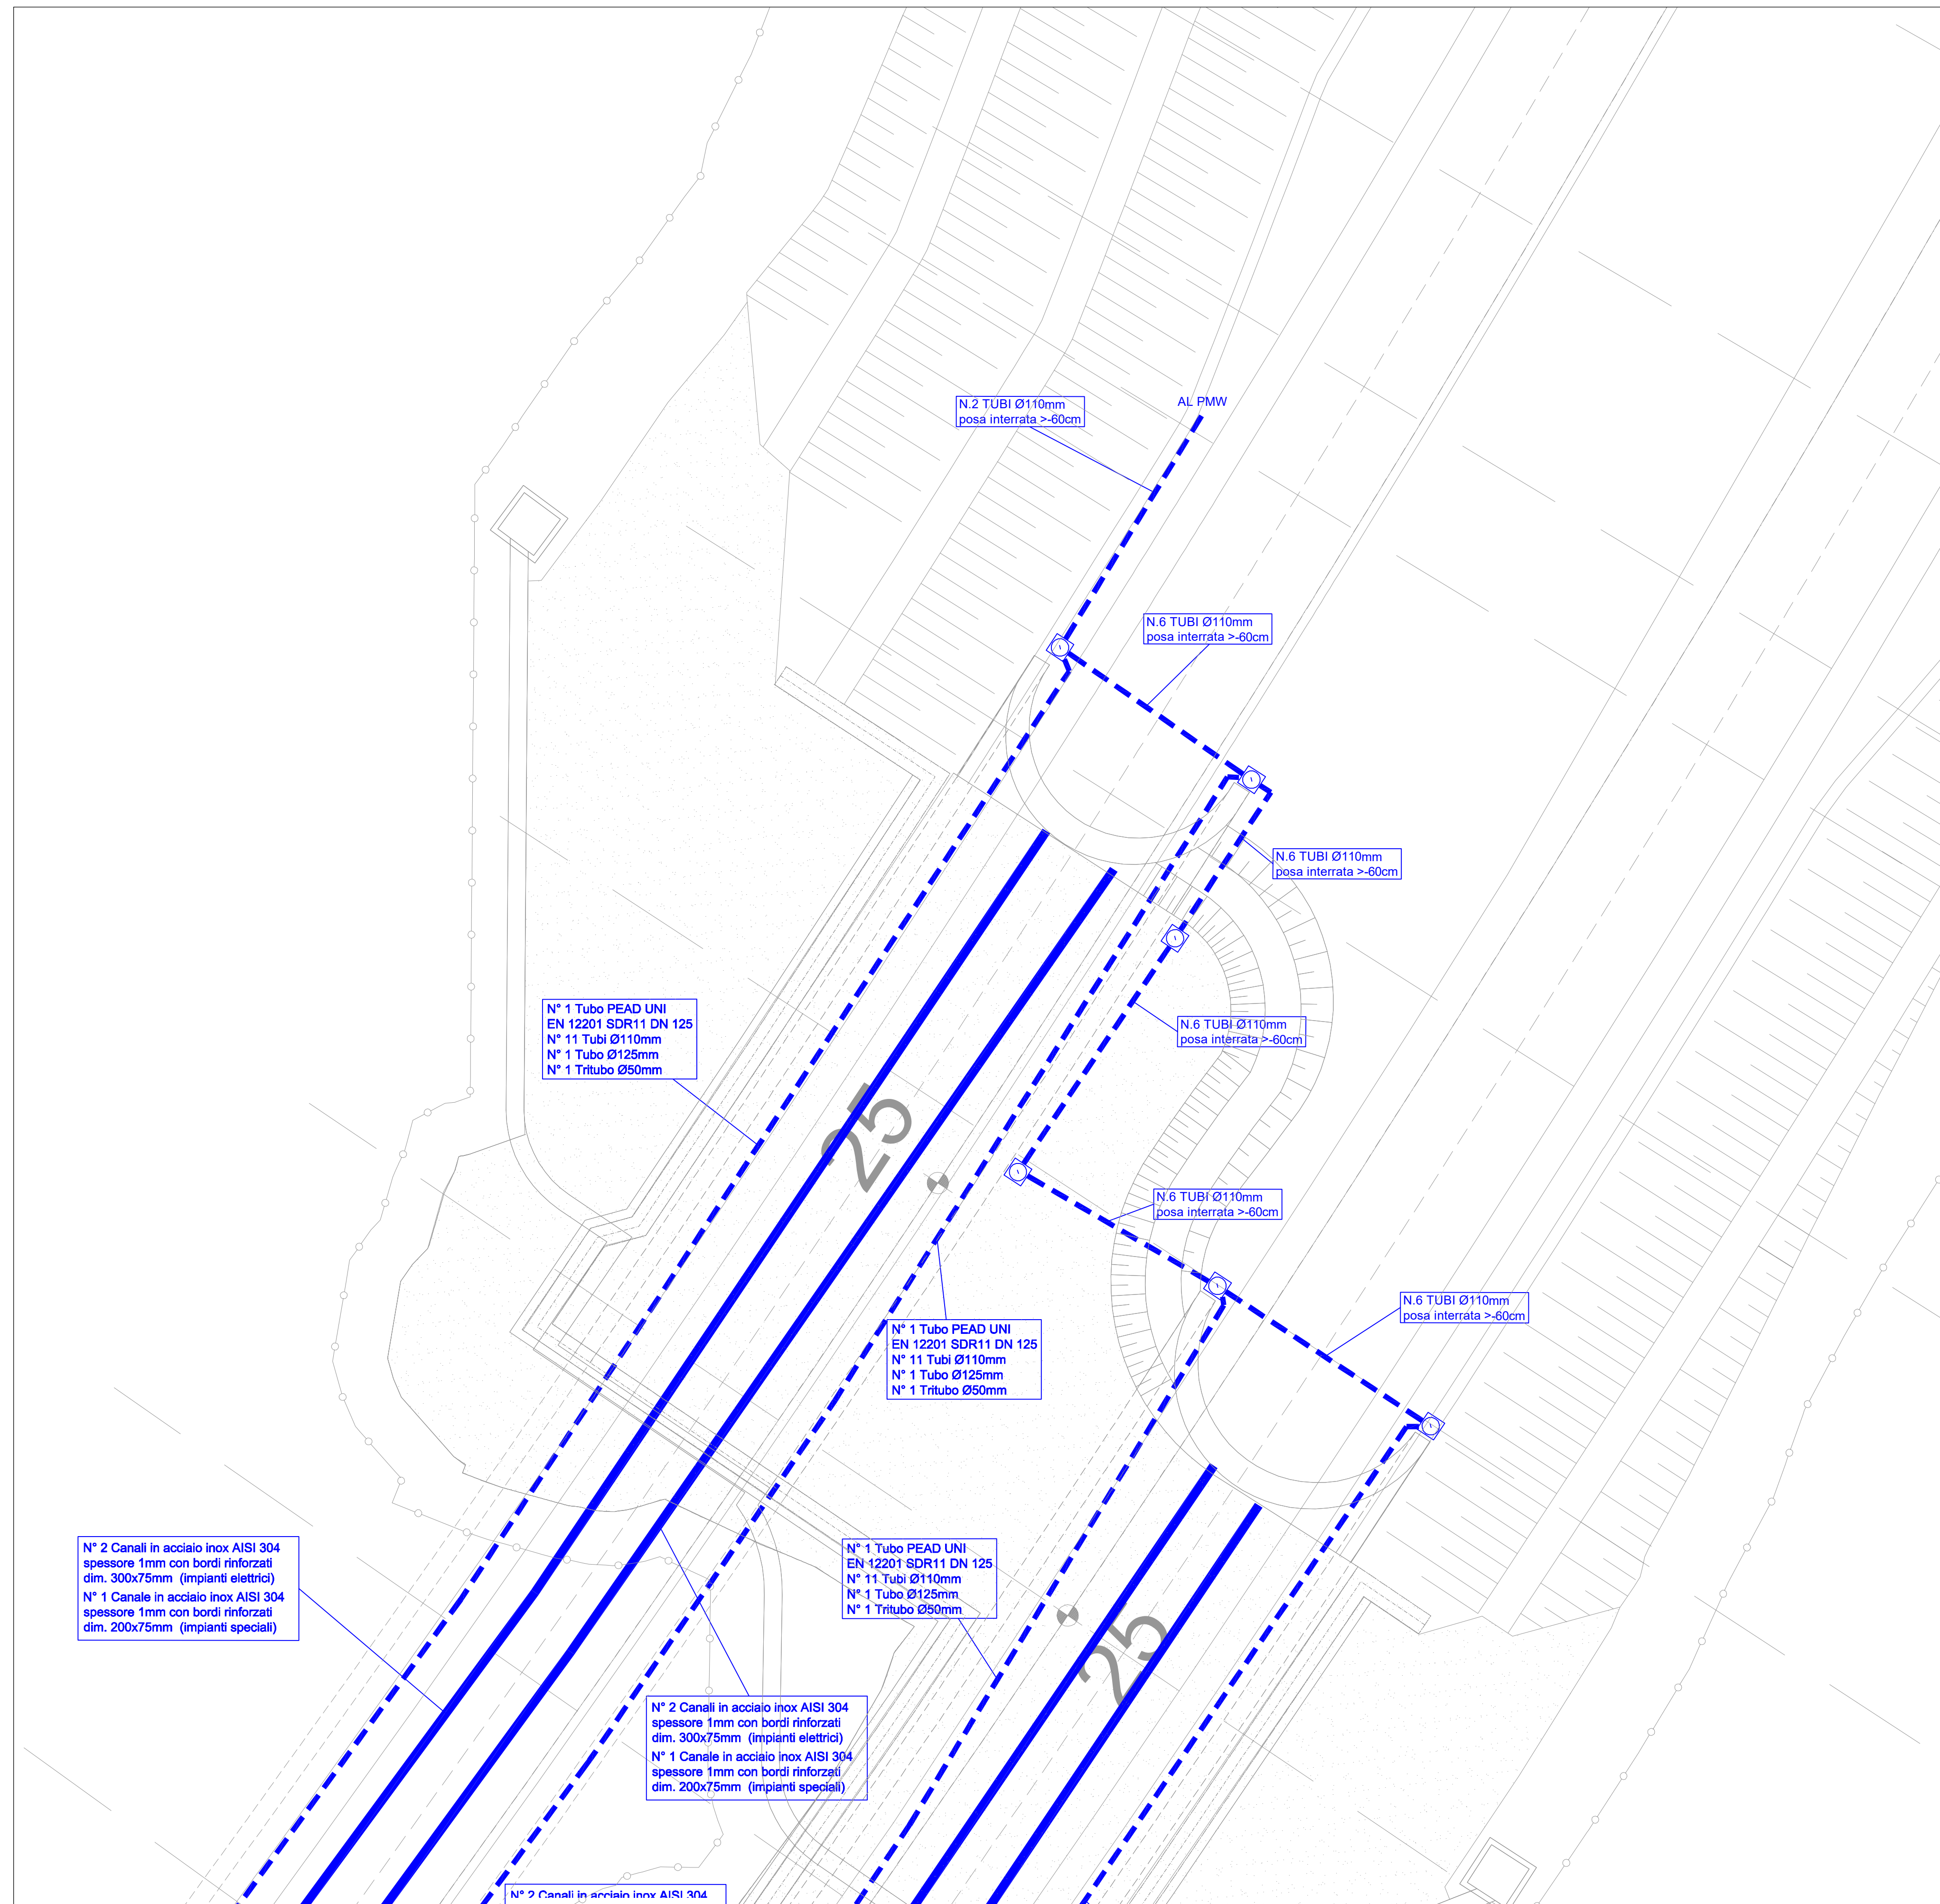 N.2 TUBI Ø110mm
posa interrata >-60cm
AL PMW
N.6 TUBI Ø110mm
posa interrata >-60cm
N.6 TUBI Ø110mm
posa interrata >-60cm
N° 1 Tubo PEAD UNI
EN 12201 SDR11 DN 125
N° 11 Tubi Ø110mm
N° 1 Tubo Ø125mm
N° 1 Tritubo Ø50mm
N.6 TUBI Ø110mm
posa interrata >-60cm
25
N.6 TUBI Ø110mm
posa interrata >-60cm
N.6 TUBI Ø110mm
posa interrata >-60cm
N° 1 Tubo PEAD UNI
EN 12201 SDR11 DN 125
N° 11 Tubi Ø110mm
N° 1 Tubo Ø125mm
N° 1 Tritubo Ø50mm
N° 2 Canali in acciaio inox AISI 304
spessore 1mm con bordi rinforzati
dim. 300x75mm (impianti elettrici)
N° 1 Canale in acciaio inox AISI 304
spessore 1mm con bordi rinforzati
dim. 200x75mm (impianti speciali)
N° 1 Tubo PEAD UNI
EN 12201 SDR11 DN 125
N° 11 Tubi Ø110mm
N° 1 Tubo Ø125mm
N° 1 Tritubo Ø50mm
25
N° 2 Canali in acciaio inox AISI 304
spessore 1mm con bordi rinforzati
dim. 300x75mm (impianti elettrici)
N° 1 Canale in acciaio inox AISI 304
spessore 1mm con bordi rinforzati
dim. 200x75mm (impianti speciali)
N° 2 Canali in acciaio inox AISI 304